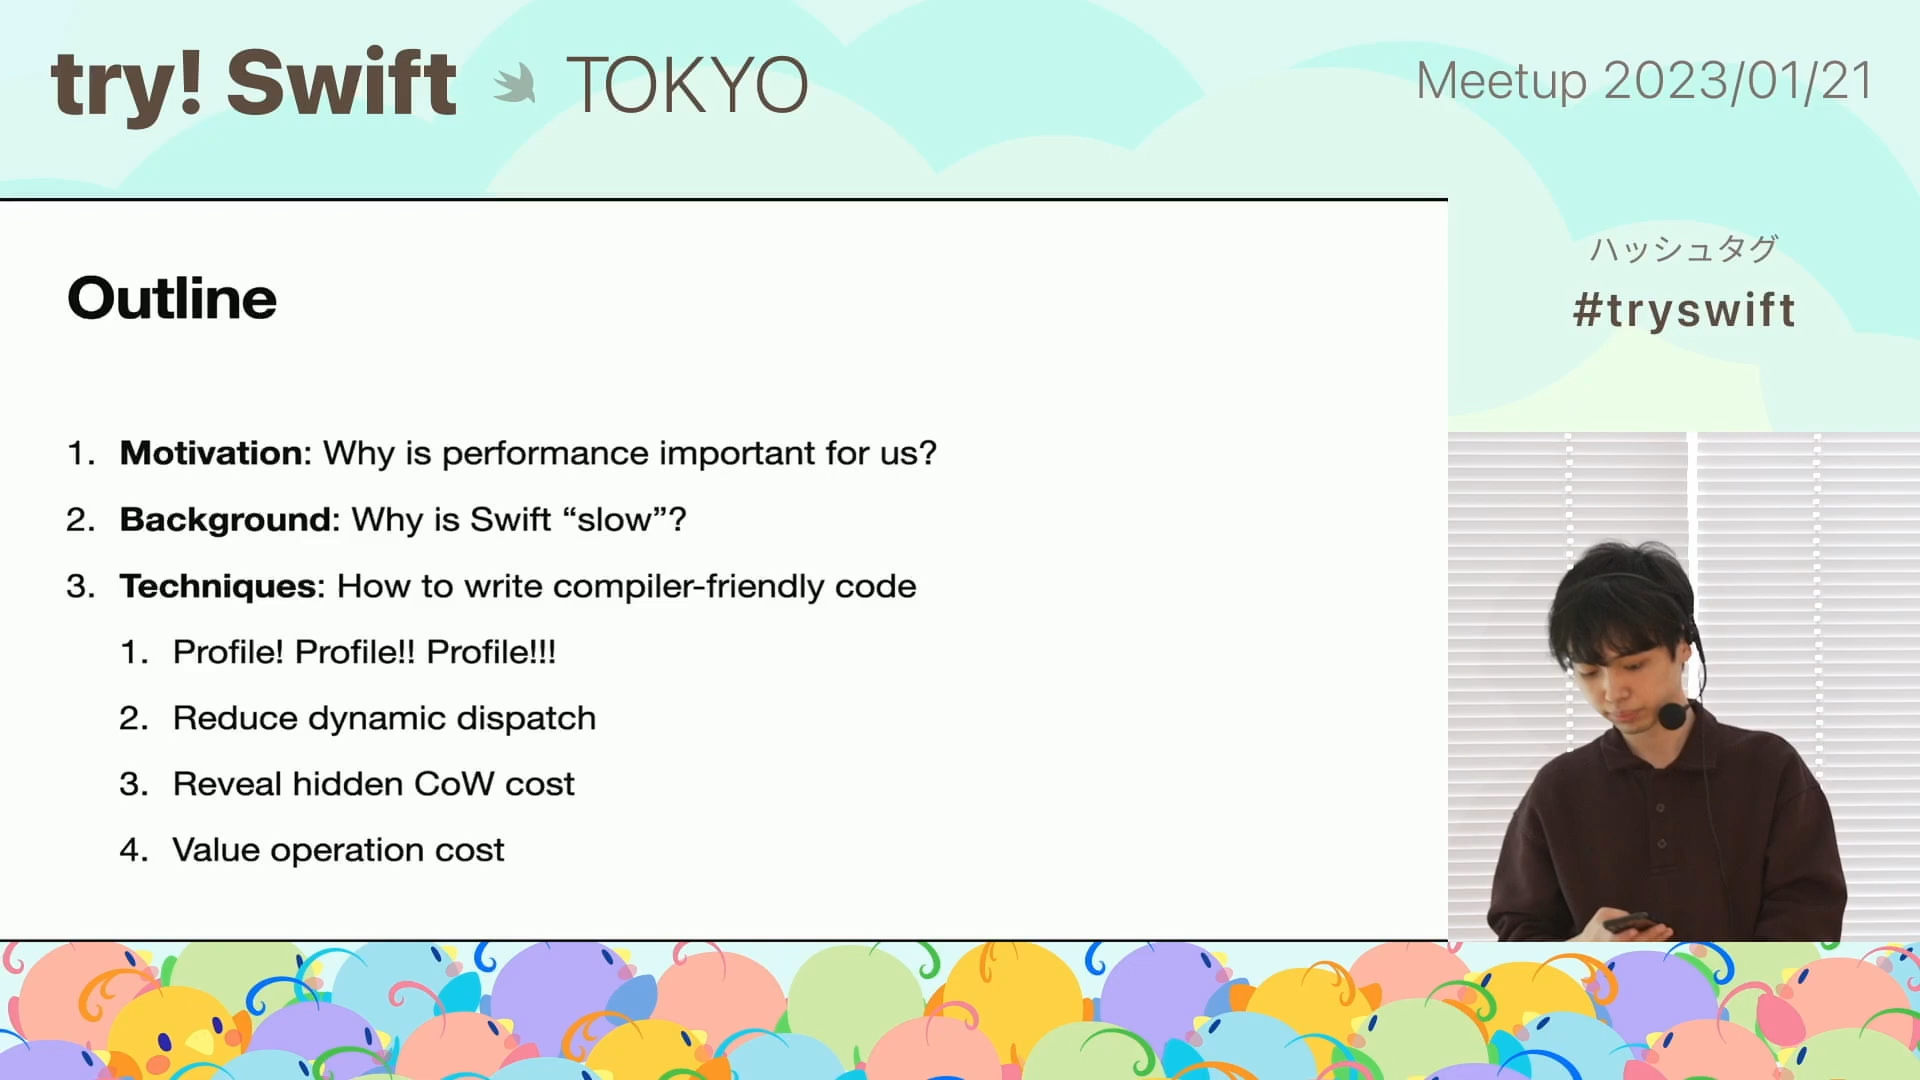 try! Swift TOKYO
Meetup 2023/01/21
ハッシュタグ
#tryswift
Outline
1. Motivation: Why is performance important for us?
2. Background: Why is Swift “slow”?
3. Techniques: How to write compiler-friendly code
1. Profile! Profile!! Profile!!!
2. Reduce dynamic dispatch
3. Reveal hidden CoW cost
4. Value operation cost